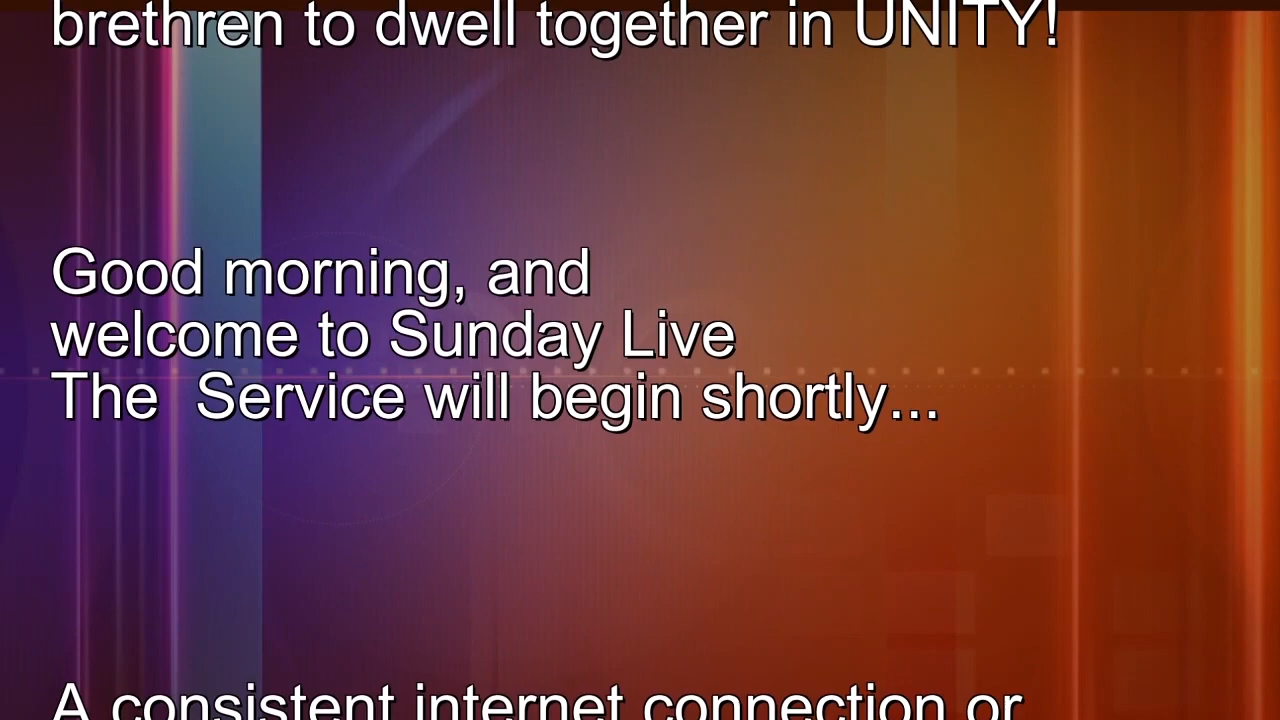 brethren to dwell together in UNITY!
Good morning, and
welcome to Sunday Live
The  Service will begin shortly...
A consistent internet connection or